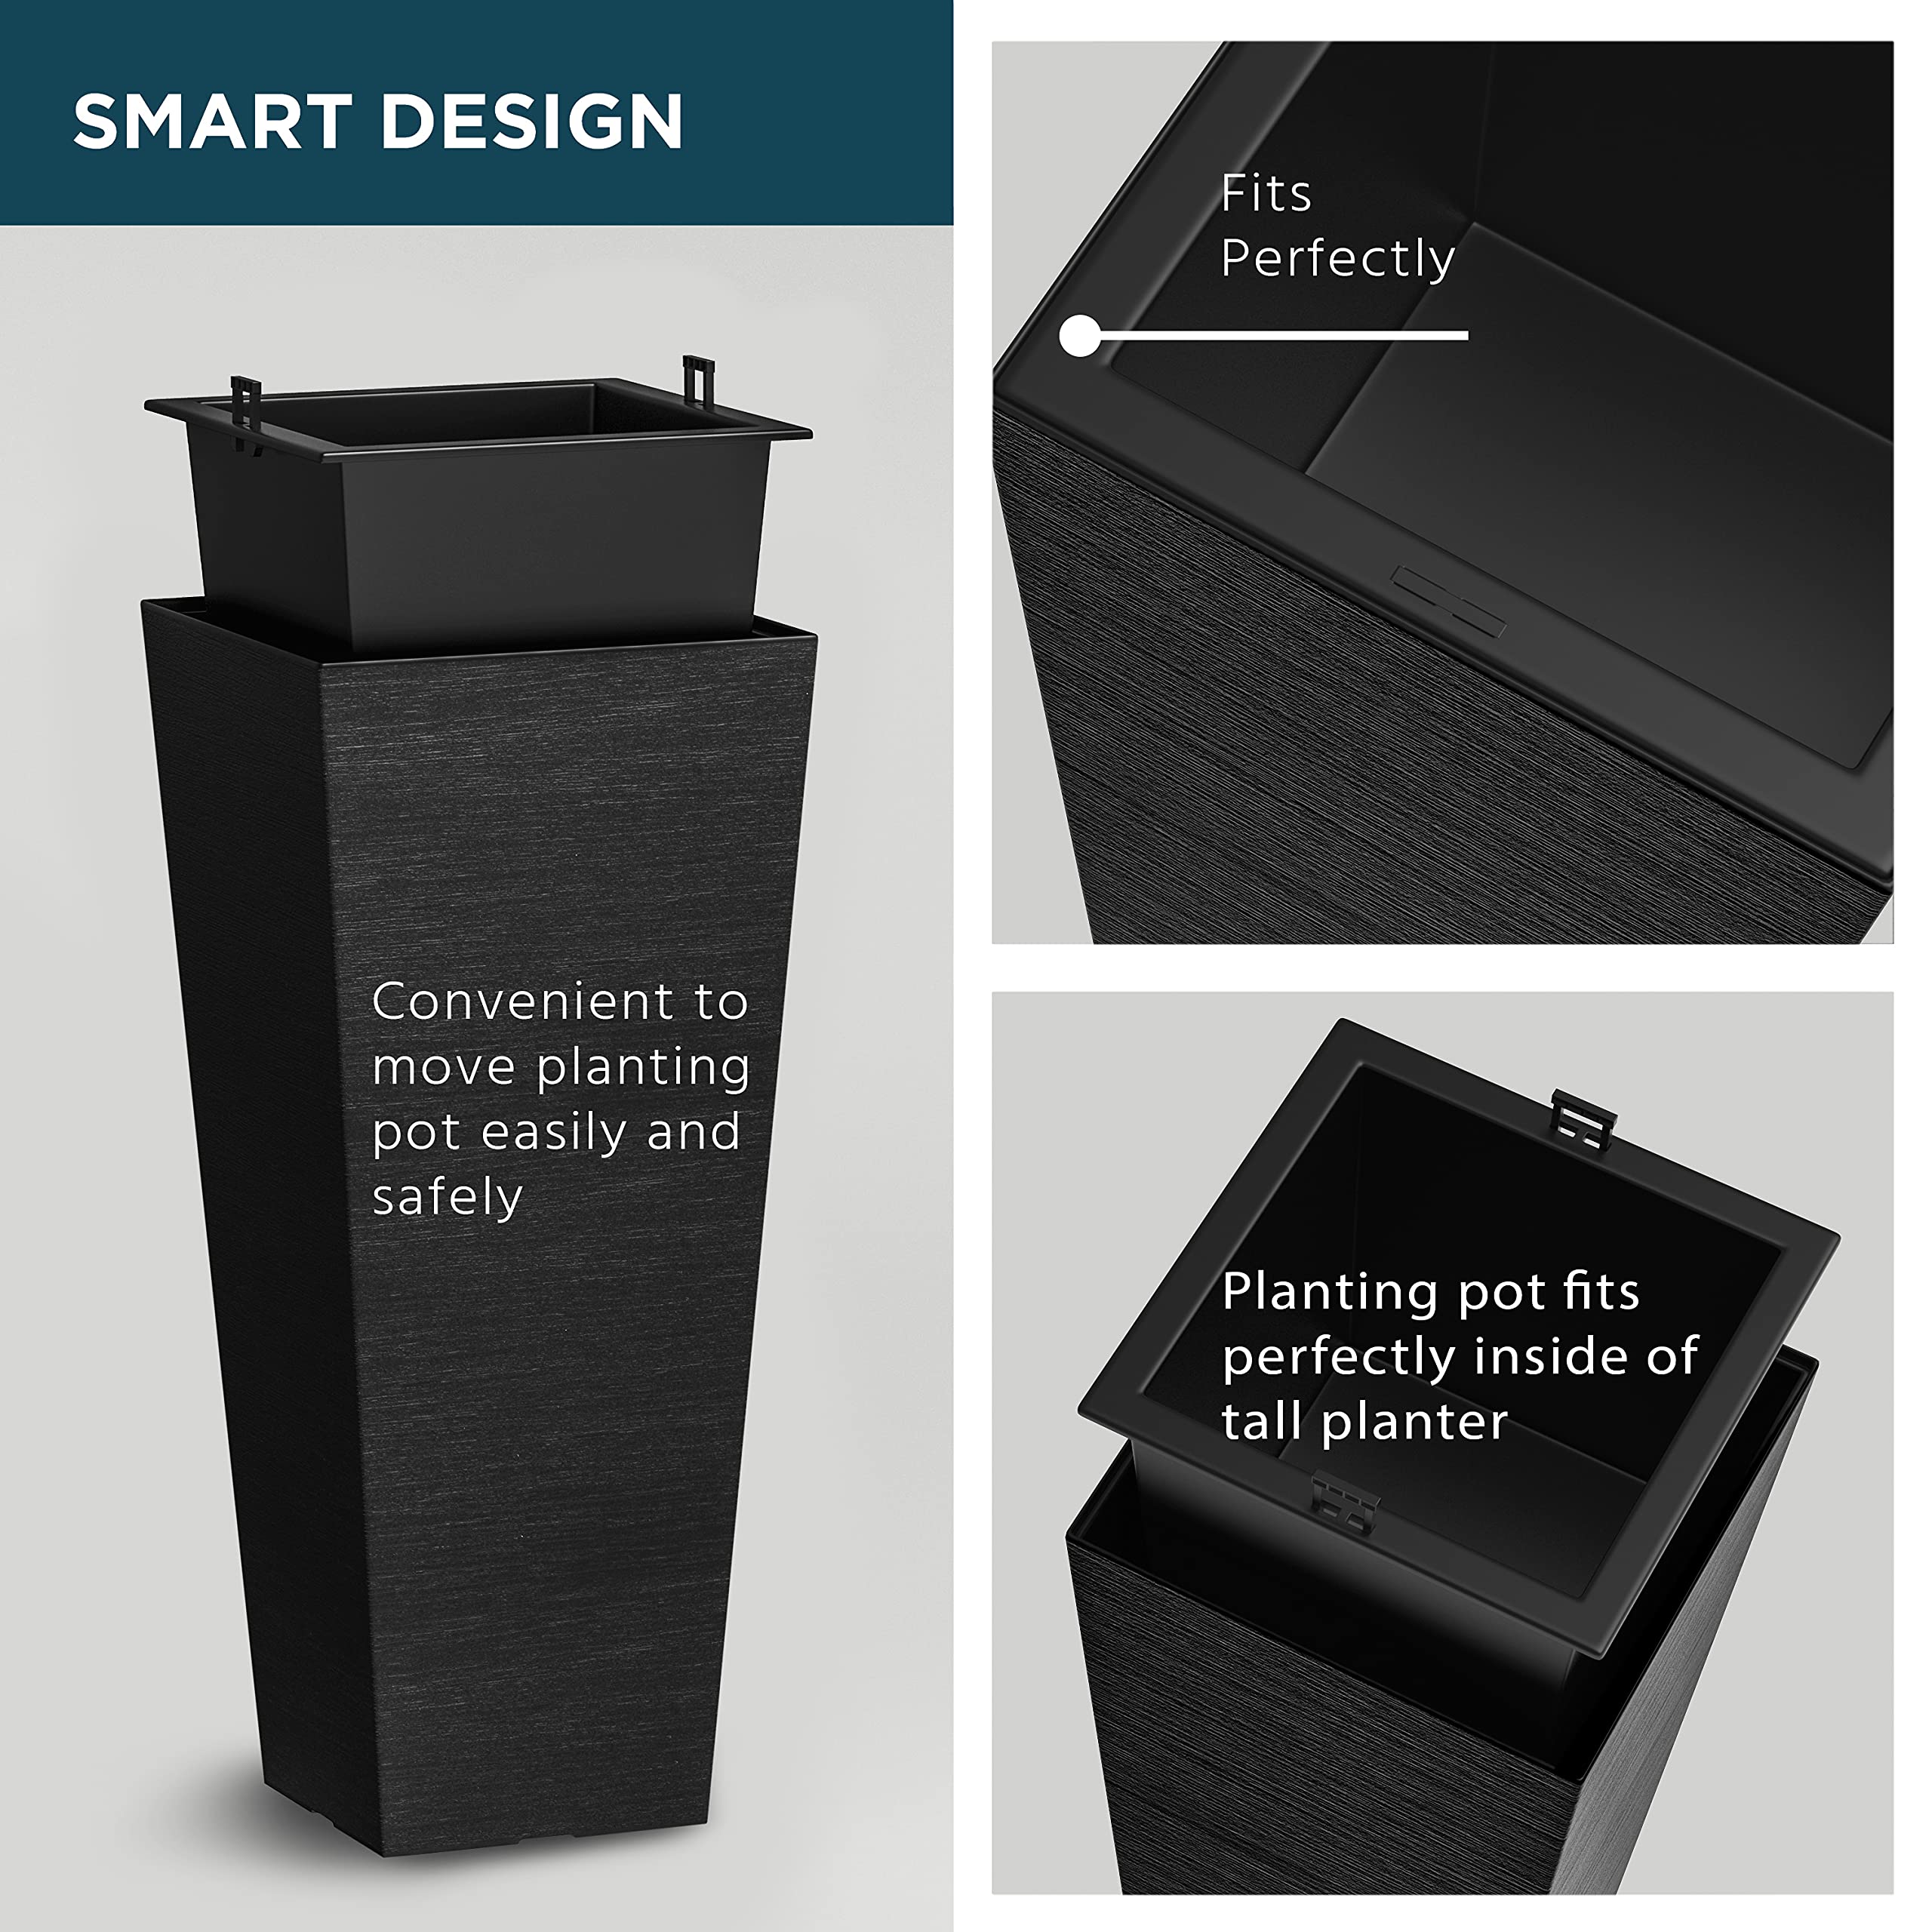 SMART DESIGN
Convenient to
move planting
pot easily and
safely
Fits
Perfectly
Planting pot fits
perfectly inside of
tall planter